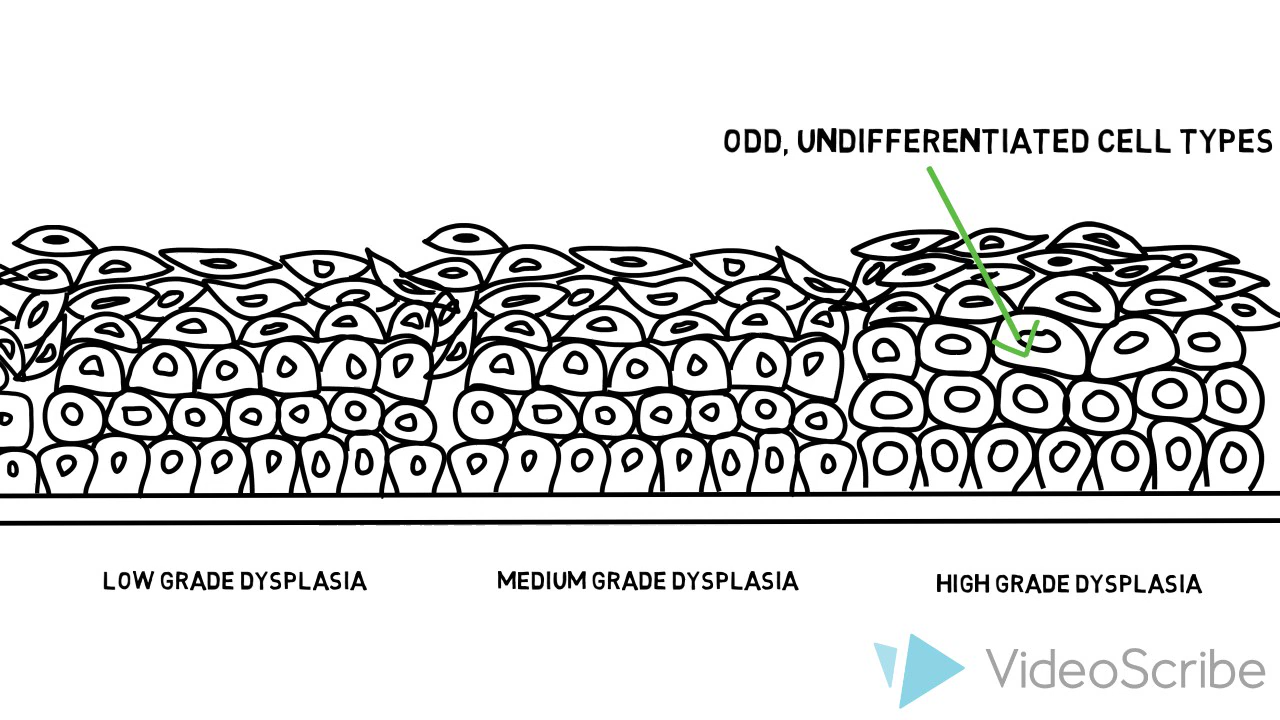 ODD, UNDIFFERENTIATED CELL TYPES
LOW GRADE DYSPLASIA
MEDIUM GRADE DYSPLASIA
HIGH GRADE DYSPLASIA
VideoScribe